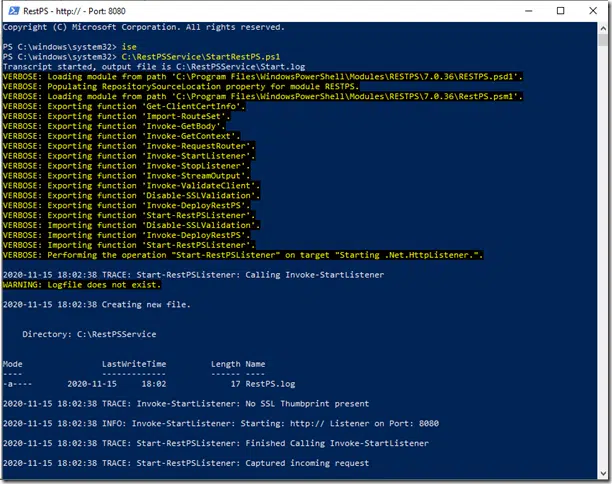 RestPS - http:// - Port: 8080
Copyright (C) Microsoft Corporation. All rights reserved.
PS C:\windows\system32> ise
PS C:\windows\system32> C:\RestPSService\StartRestPS.ps1
Transcript started, output file is C:\RestPSService\Start.log
VERBOSE: Loading module from path 'C:\Program Files\WindowsPowerShell\Modules\RESTPS\7.0.36\RESTPS.psd1'.
VERBOSE: Populating RepositorySourceLocation property for module RESTPS.
VERBOSE: Loading module from path 'C:\Program Files\WindowsPowerShell\Modules\RESTPS\7.0.36\RestPS.psm1'.
VERBOSE: Exporting function 'Get-ClientCertInfo'.
VERBOSE: Exporting function 'Import-RouteSet'.
VERBOSE: Exporting function 'Invoke-GetBody'.
VERBOSE: Exporting function 'Invoke-GetContext'.
VERBOSE: Exporting function 'Invoke-RequestRouter'.
VERBOSE: Exporting function 'Invoke-StartListener'.
VERBOSE: Exporting function 'Invoke-StopListener'.
VERBOSE: Exporting function 'Invoke-StreamOutput'.
VERBOSE: Exporting function 'Invoke-ValidateClient'.
VERBOSE: Exporting function 'Disable-SSLValidation'.
VERBOSE: Exporting function 'Invoke-DeployRestPS'.
VERBOSE: Exporting function 'Start-RestPSListener'.
VERBOSE: Importing function 'Disable-SSLValidation'.
VERBOSE: Importing function 'Invoke-DeployRestPS'.
VERBOSE: Importing function 'Start-RestPSListener'.
VERBOSE: Performing the operation "Start-RestPSListener" on target "Starting .Net.HttpListener.".
2020-11-15 18:02:38 TRACE: Start-RestPSListener: Calling Invoke-StartListener
WARNING: Logfile does not exist.
2020-11-15 18:02:38 Creating new file.
Directory: C:\RestPSService
Mode LastWriteTime Length Name
---- ------------- ------ ----
-a---- 2020-11-15 18:02 17 RestPS.log
2020-11-15 18:02:38 TRACE: Invoke-StartListener: No SSL Thumbprint present
2020-11-15 18:02:38 INFO: Invoke-StartListener: Starting: http:// Listener on Port: 8080
2020-11-15 18:02:38 TRACE: Start-RestPSListener: Finished Calling Invoke-StartListener
2020-11-15 18:02:38 TRACE: Start-RestPSListener: Captured incoming request